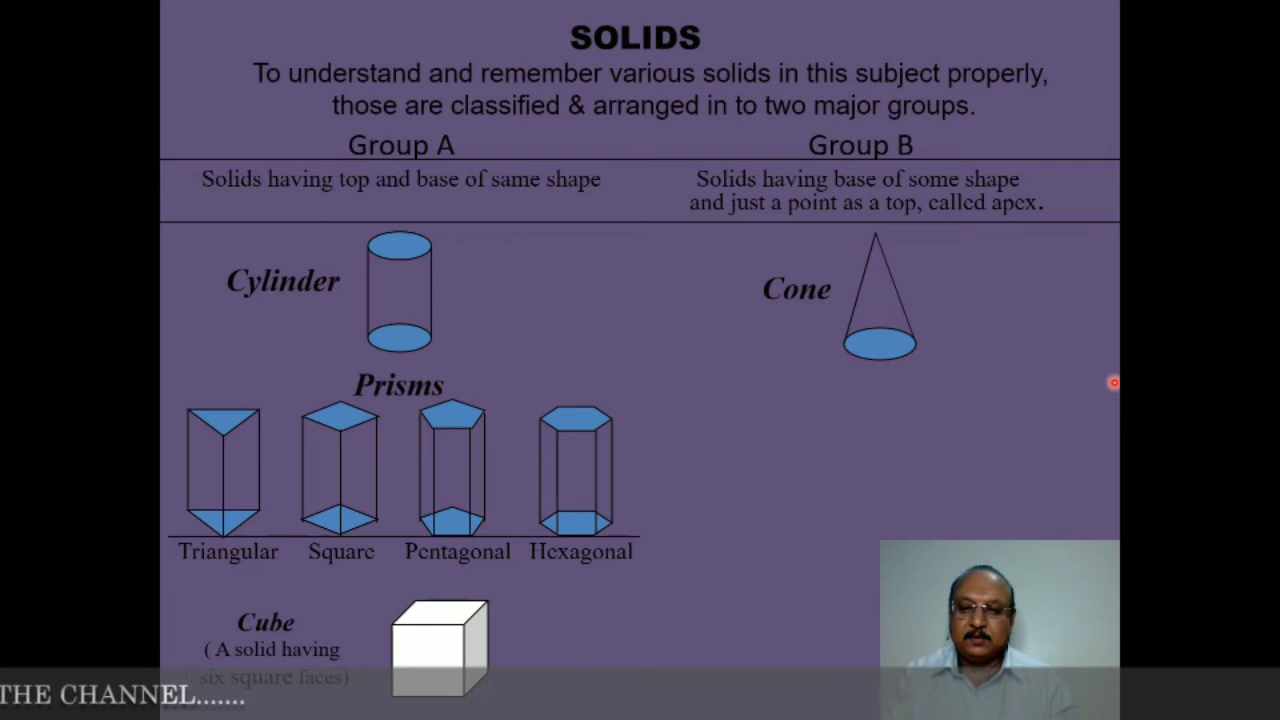 SOLIDS
To understand and remember various solids in this subject properly,
those are classified & arranged in to two major groups.
Group A
Group B
Solids having top and base of same shape
Solids having base of some shape
and just a point as a top, called apex.
Cylinder
Cone
Prisms
Triangular
Square
Pentagonal
Hexagonal
Cube
( A solid having
six square faces)
THE CHANNEL.......